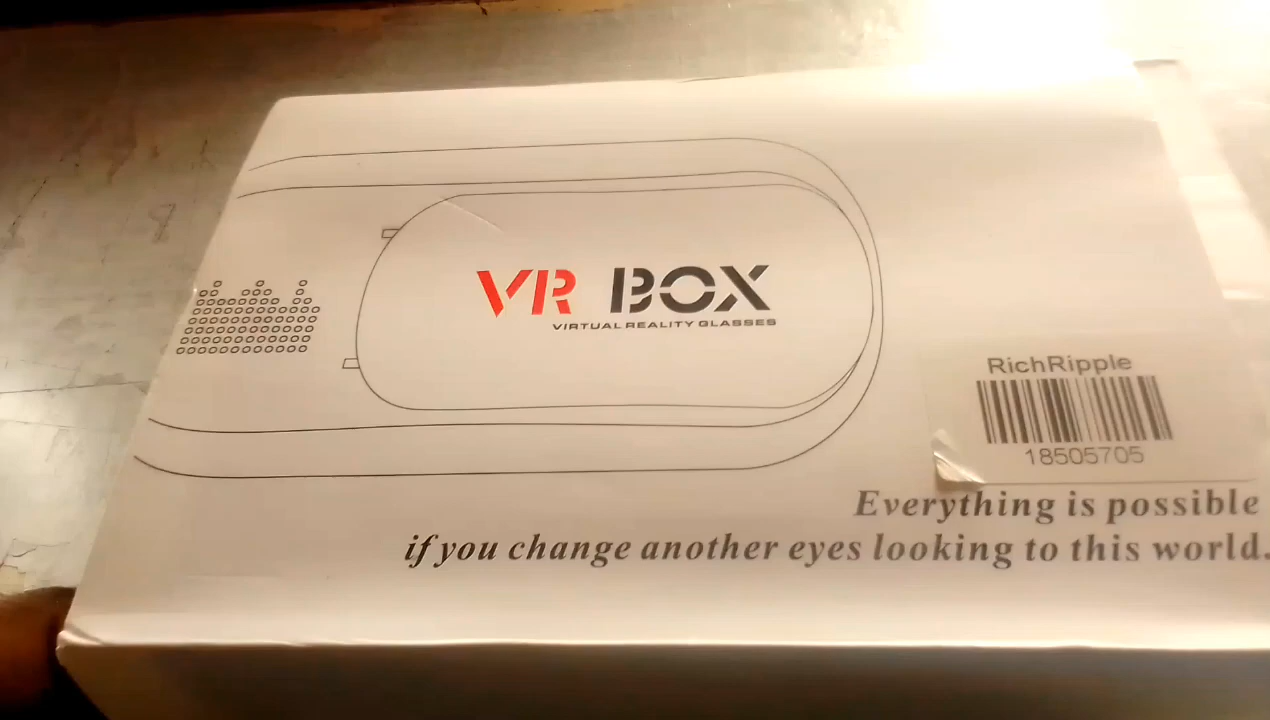 VR BOX
VIRTUAL REALITY GLASSES
RichRipple
18505705
Everything is possible
if you change another eyes looking to this world.